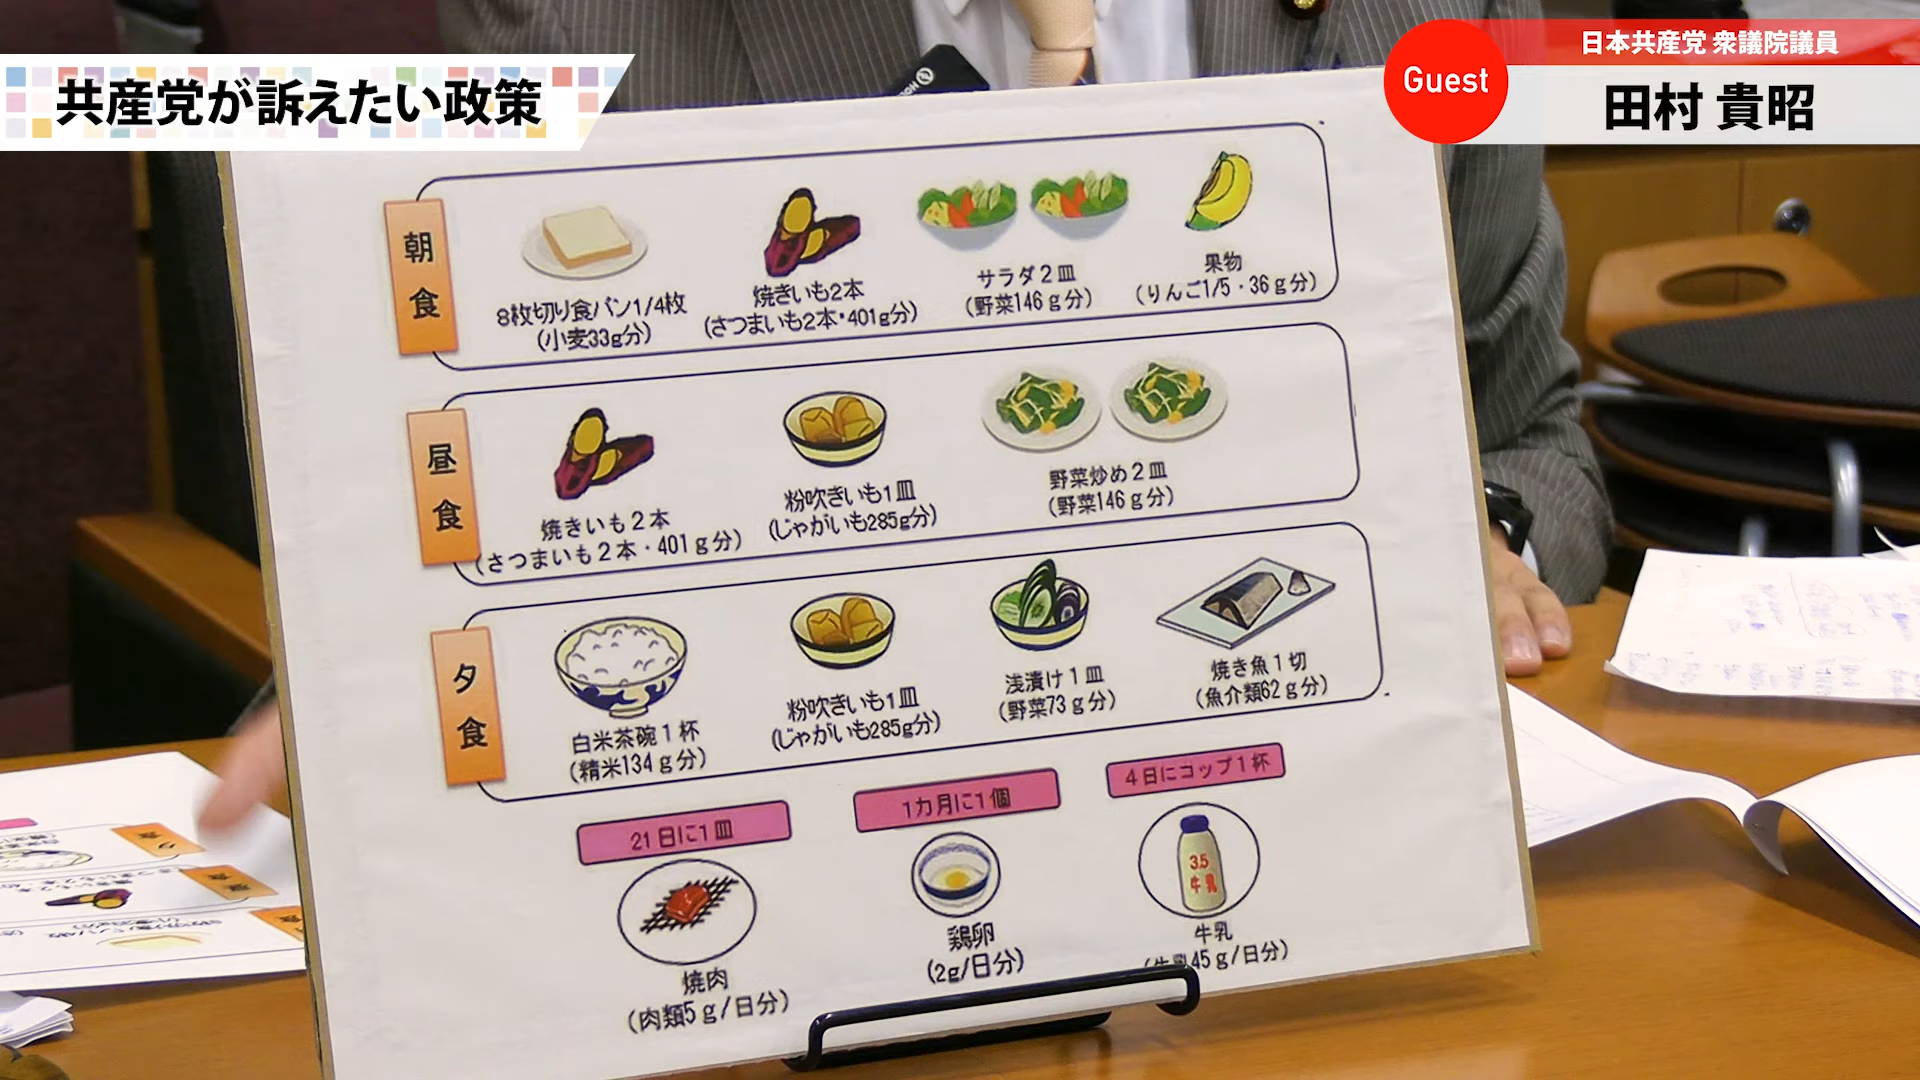 共産党が訴えたい政策
Guest
日本共産党 衆議院議員
田村 貴昭
朝食
8枚切り食パン1/4枚
(小麦33g分)
焼きいも2本
(さつまいも2本・401g分)
サラダ2皿
(野菜146g分)
果物
(りんご1/5・36g分)
昼食
焼きいも2本
(さつまいも2本・401g分)
粉吹きいも1皿
(じゃがいも285g分)
野菜炒め2皿
(野菜146g分)
夕食
白米茶碗1杯
(精米134g分)
粉吹きいも1皿
(じゃがいも285g分)
浅漬け1皿
(野菜73g分)
焼き魚1切
(魚介類62g分)
21日に1皿
焼肉
(肉類5g/日分)
1カ月に1個
鶏卵
(2g/日分)
4日にコップ1杯
3.5
牛乳
牛乳
(牛乳45g/日分)